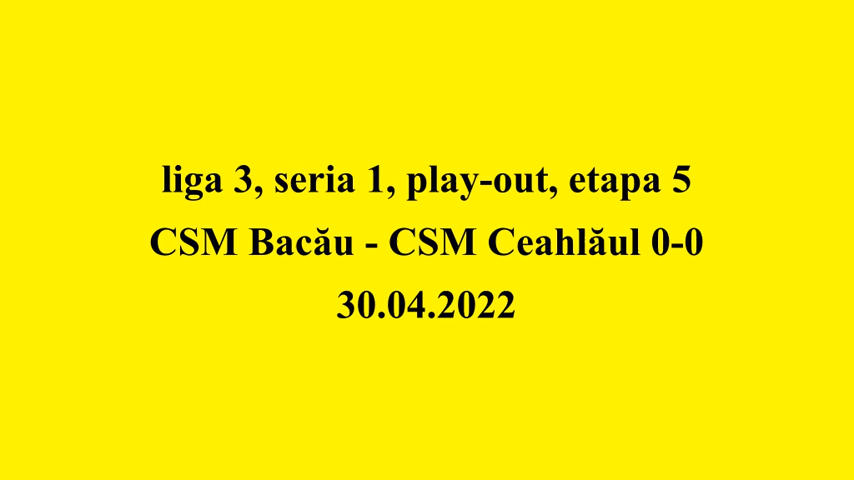 liga 3, seria 1, play-out, etapa 5
CSM Bacău - CSM Ceahlăul 0-0
30.04.2022